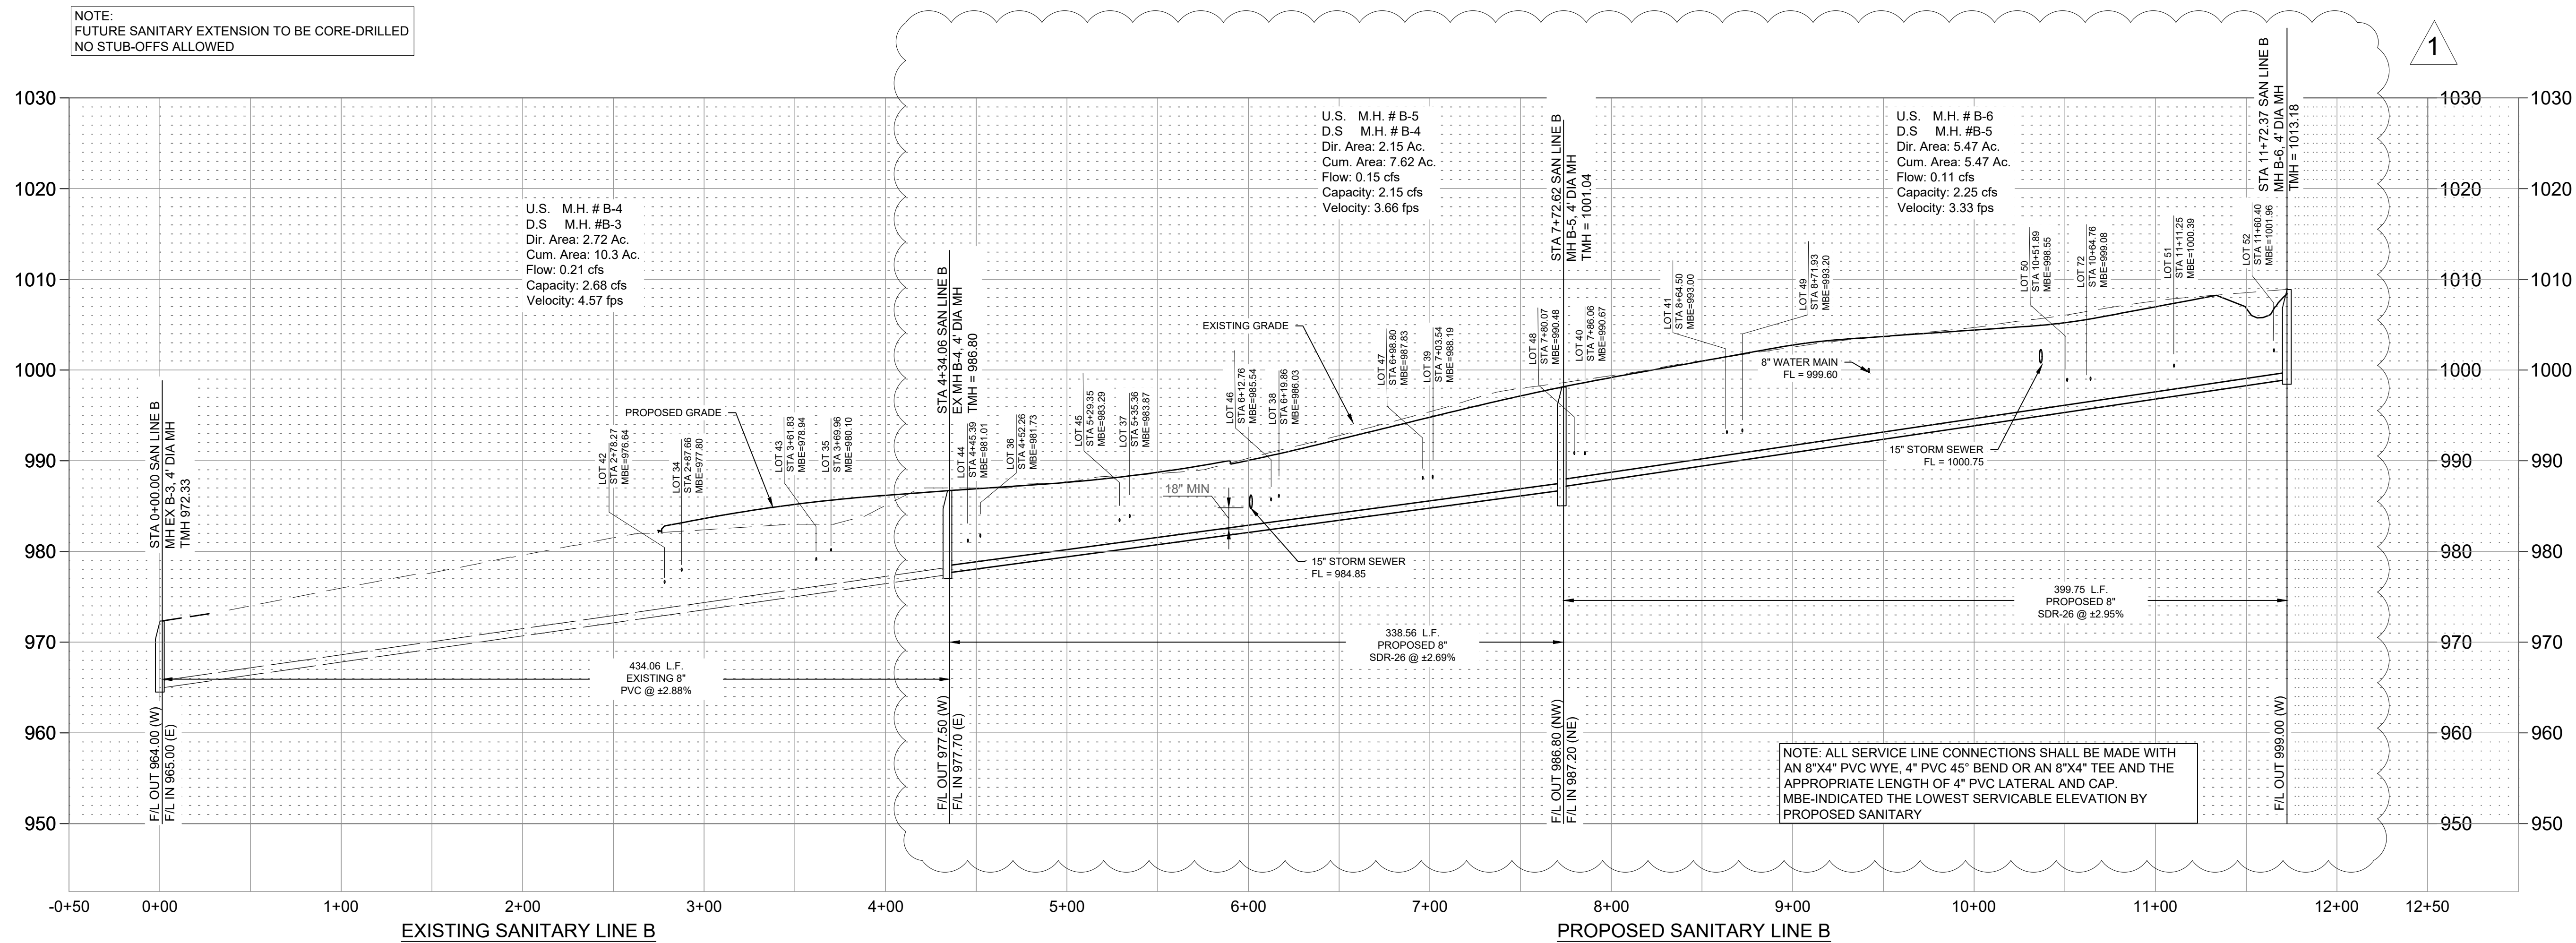 NOTE:
FUTURE SANITARY EXTENSION TO BE CORE-DRILLED
NO STUB-OFFS ALLOWED
1
1030
1020
1010
1000
990
980
970
960
950
STA 0+00.00 SAN LINE B
MH EX B-3, 4' DIA MH
TMH 972.33
F/L OUT 964.00 (W)
F/L IN 965.00 (E)
U.S. M.H. # B-4
D.S M.H. #B-3
Dir. Area: 2.72 Ac.
Cum. Area: 10.3 Ac.
Flow: 0.21 cfs
Capacity: 2.68 cfs
Velocity: 4.57 fps
LOT 42
STA 2+78.27
MBE=976.64
LOT 34
STA 2+87.66
MBE=977.80
PROPOSED GRADE
LOT 43
STA 3+61.83
MBE=978.94
LOT 35
STA 3+69.96
MBE=980.10
434.06 L.F.
EXISTING 8"
PVC @ ±2.88%
STA 4+34.06 SAN LINE B
EX MH B-4, 4' DIA MH
TMH = 986.80
F/L OUT 977.50 (W)
F/L IN 977.70 (E)
LOT 44
STA 4+45.39
MBE=981.01
LOT 36
STA 4+52.26
MBE=981.73
LOT 45
STA 5+29.35
MBE=983.29
LOT 37
STA 5+35.36
MBE=983.87
18" MIN
EXISTING GRADE
LOT 46
STA 6+12.76
MBE=985.54
LOT 38
STA 6+19.86
MBE=986.03
15" STORM SEWER
FL = 984.85
U.S. M.H. # B-5
D.S M.H. # B-4
Dir. Area: 2.15 Ac.
Cum. Area: 7.62 Ac.
Flow: 0.15 cfs
Capacity: 2.15 cfs
Velocity: 3.66 fps
LOT 47
STA 6+98.80
MBE=987.83
LOT 39
STA 7+03.54
MBE=988.19
338.56 L.F.
PROPOSED 8"
SDR-26 @ ±2.69%
STA 7+72.62 SAN LINE B
MH B-5, 4' DIA MH
TMH = 1001.04
F/L OUT 986.80 (NW)
F/L IN 987.20 (NE)
LOT 48
STA 7+80.07
MBE=990.48
LOT 40
STA 7+86.06
MBE=990.67
LOT 41
STA 8+64.50
MBE=993.00
LOT 49
STA 8+71.93
MBE=993.20
8" WATER MAIN
FL = 999.60
U.S. M.H. # B-6
D.S M.H. #B-5
Dir. Area: 5.47 Ac.
Cum. Area: 5.47 Ac.
Flow: 0.11 cfs
Capacity: 2.25 cfs
Velocity: 3.33 fps
15" STORM SEWER
FL = 1000.75
LOT 50
STA 10+51.89
MBE=998.55
LOT 72
STA 10+64.76
MBE=999.08
LOT 51
STA 11+11.25
MBE=1000.39
LOT 52
STA 11+60.40
MBE=1001.96
399.75 L.F.
PROPOSED 8"
SDR-26 @ ±2.95%
STA 11+72.37 SAN LINE B
MH B-6, 4' DIA MH
TMH = 1013.18
F/L OUT 999.00 (W)
NOTE: ALL SERVICE LINE CONNECTIONS SHALL BE MADE WITH
AN 8"X4" PVC WYE, 4" PVC 45° BEND OR AN 8"X4" TEE AND THE
APPROPRIATE LENGTH OF 4" PVC LATERAL AND CAP.
MBE-INDICATED THE LOWEST SERVICABLE ELEVATION BY
PROPOSED SANITARY
1030 1030
1020 1020
1010 1010
1000 1000
990 990
980 980
970 970
960 960
950 950
-0+50 0+00 1+00 2+00 3+00 4+00 5+00 6+00 7+00 8+00 9+00 10+00 11+00 12+00 12+50
EXISTING SANITARY LINE B
PROPOSED SANITARY LINE B